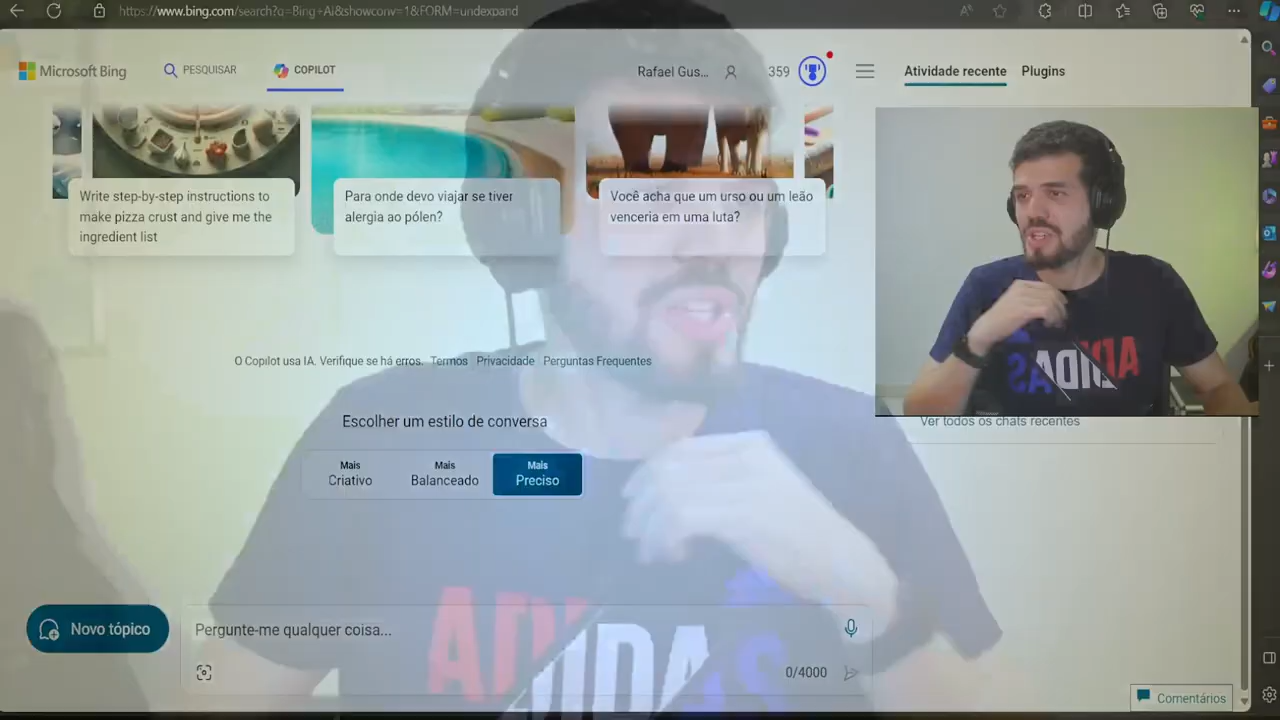 https://www.bing.com/search?q=Bing+Ai&showconv=1&FORM=undexpand
Microsoft Bing
PESQUISAR
COPILOT
Rafael Gus...
359
Atividade recente
Plugins
Write step-by-step instructions to
make pizza crust and give me the
ingredient list
Para onde devo viajar se tiver
alergia ao pólen?
Você acha que um urso ou um leão
venceria em uma luta?
ADIDAS
O Copilot usa IA. Verifique se há erros. Termos Privacidade Perguntas Frequentes
Ver todos os chats recentes
Escolher um estilo de conversa
Mais
Criativo
Mais
Balanceado
Mais
Preciso
Novo tópico
Pergunte-me qualquer coisa...
0/4000
ADIDAS
Comentários